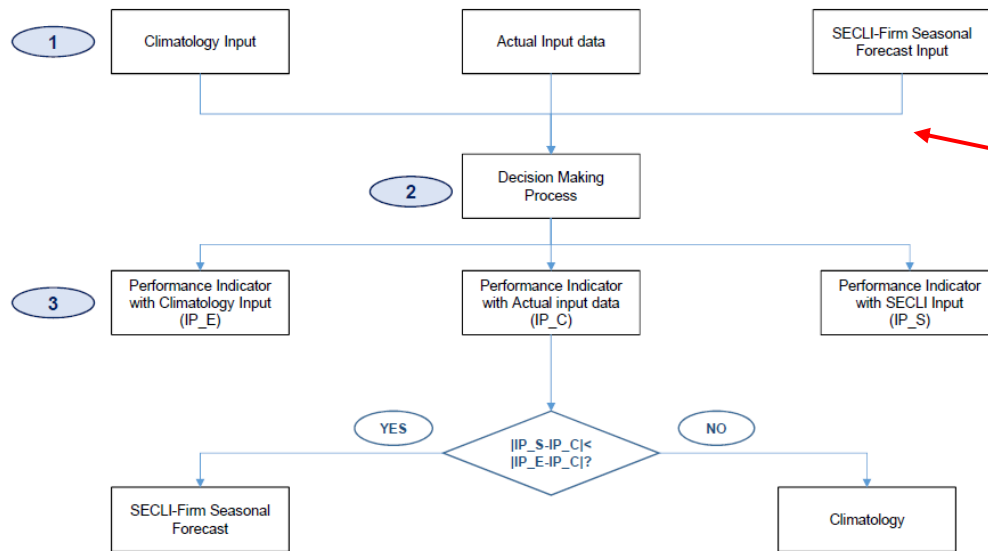 1
Climatology Input
Actual Input data
SECLI-Firm Seasonal
Forecast Input
2
Decision Making
Process
3
Performance Indicator
with Climatology Input
(IP_E)
Performance Indicator
with Actual input data
(IP_C)
Performance Indicator
with SECLI Input
(IP_S)
YES
|IP_S-IP_C|<
|IP_E-IP_C|?
NO
SECLI-Firm Seasonal
Forecast
Climatology